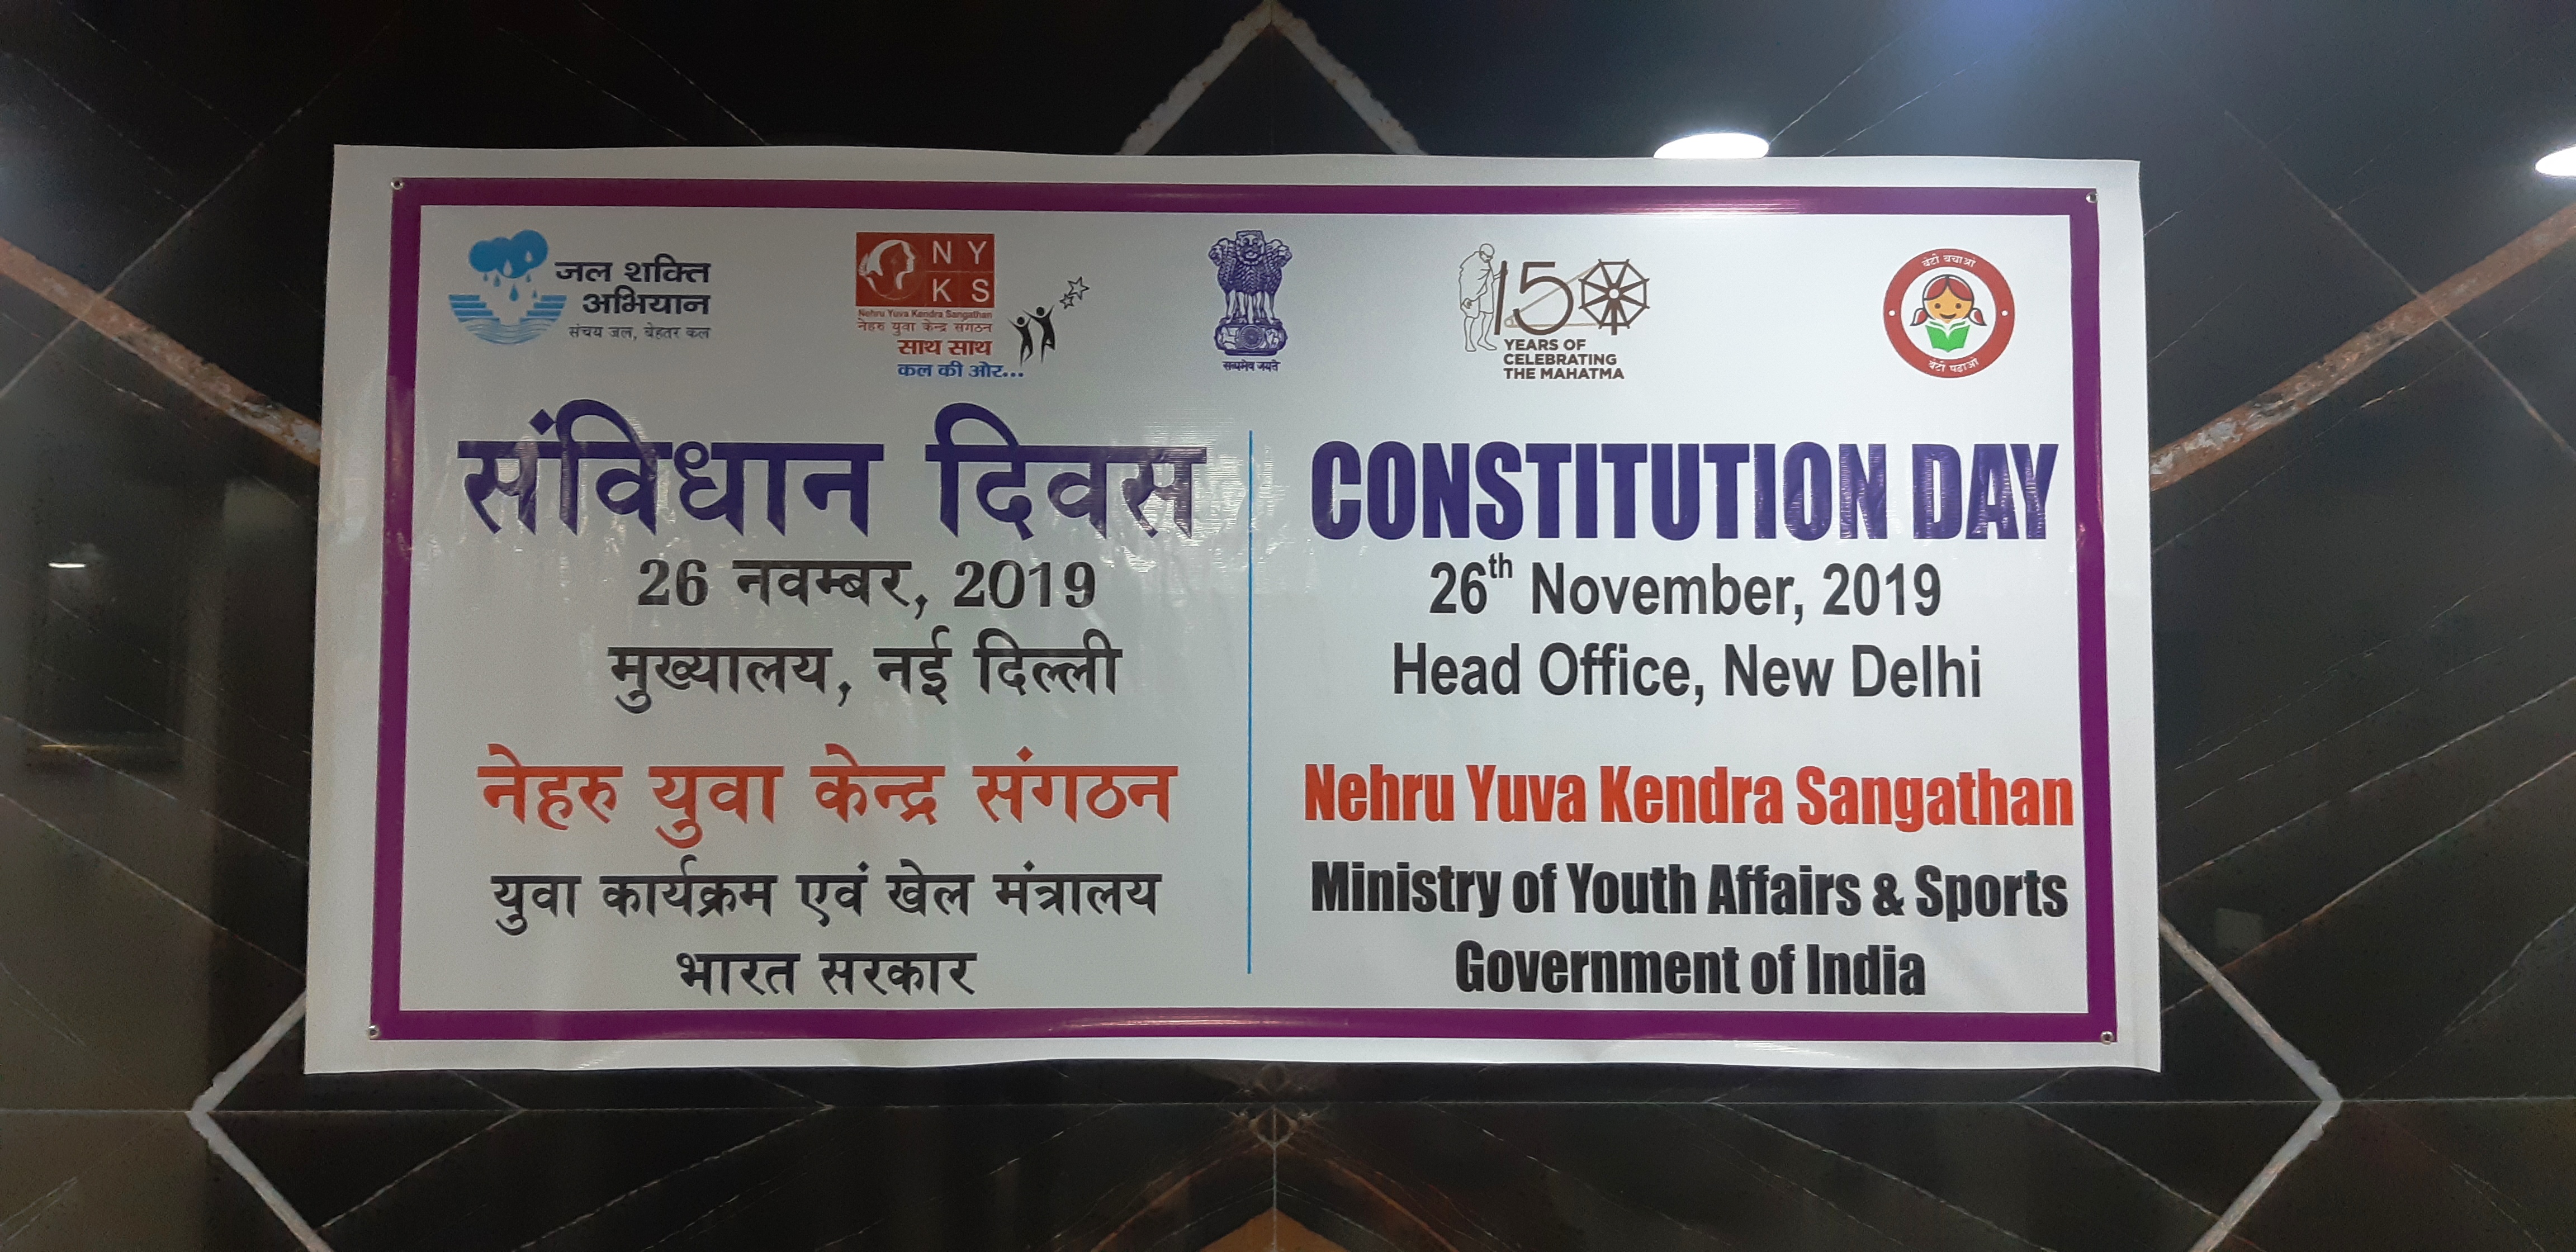 जल शक्ति
अभियान
संचय जल, बेहतर कल
NY
KS
Nehru Yuva Kendra Sangathan
नेहरु युवा केन्द्र संगठन
साथ साथ
कल की ओर...
सत्यमेव जयते
150
YEARS OF
CELEBRATING
THE MAHATMA
बेटी बचाओ
बेटी पढ़ाओ
संविधान दिवस
26 नवम्बर, 2019
मुख्यालय, नई दिल्ली
नेहरु युवा केन्द्र संगठन
युवा कार्यक्रम एवं खेल मंत्रालय
भारत सरकार
CONSTITUTION DAY
26th November, 2019
Head Office, New Delhi
Nehru Yuva Kendra Sangathan
Ministry of Youth Affairs & Sports
Government of India